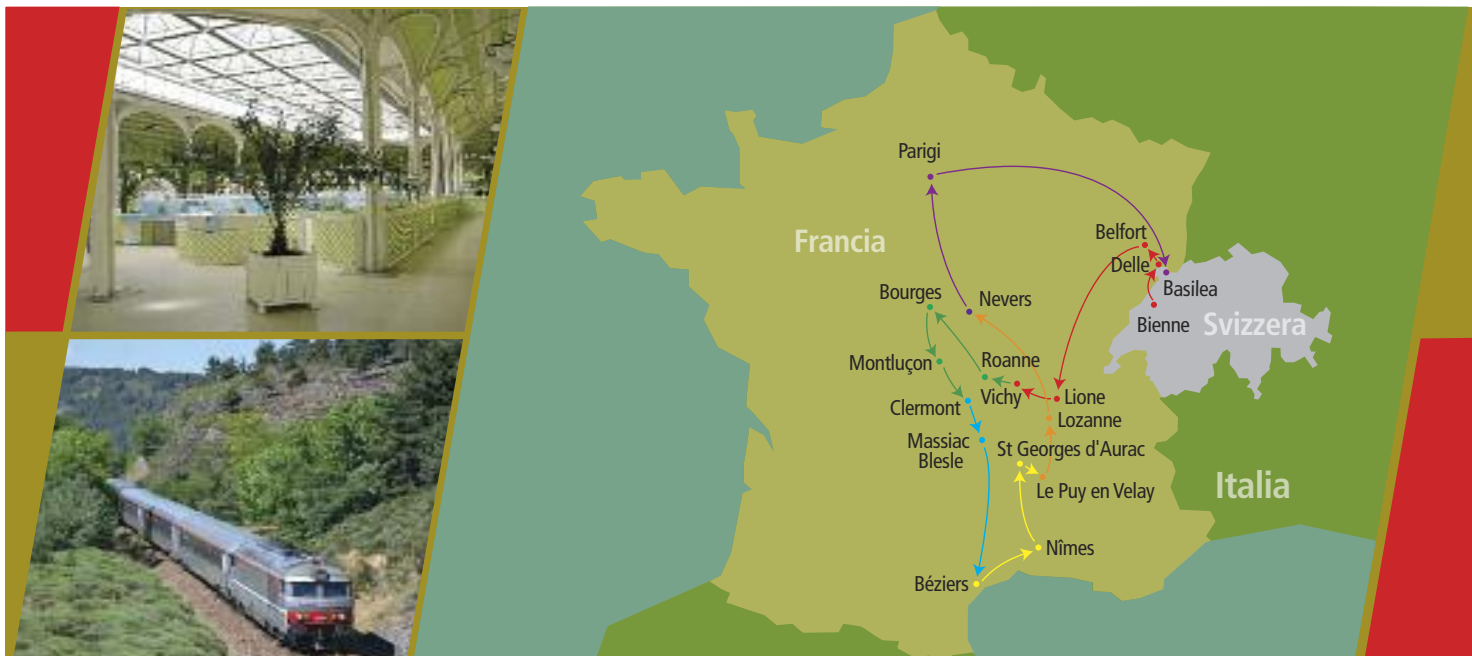 Parigi
Francia
Belfort
Delle
Basilea
Bourges
Nevers
Bienne
Svizzera
Montluçon
Roanne
Vichy
Lione
Clermont
Lozanne
Massiac
Blesle
St Georges d'Aurac
Le Puy en Velay
Italia
Nîmes
Béziers